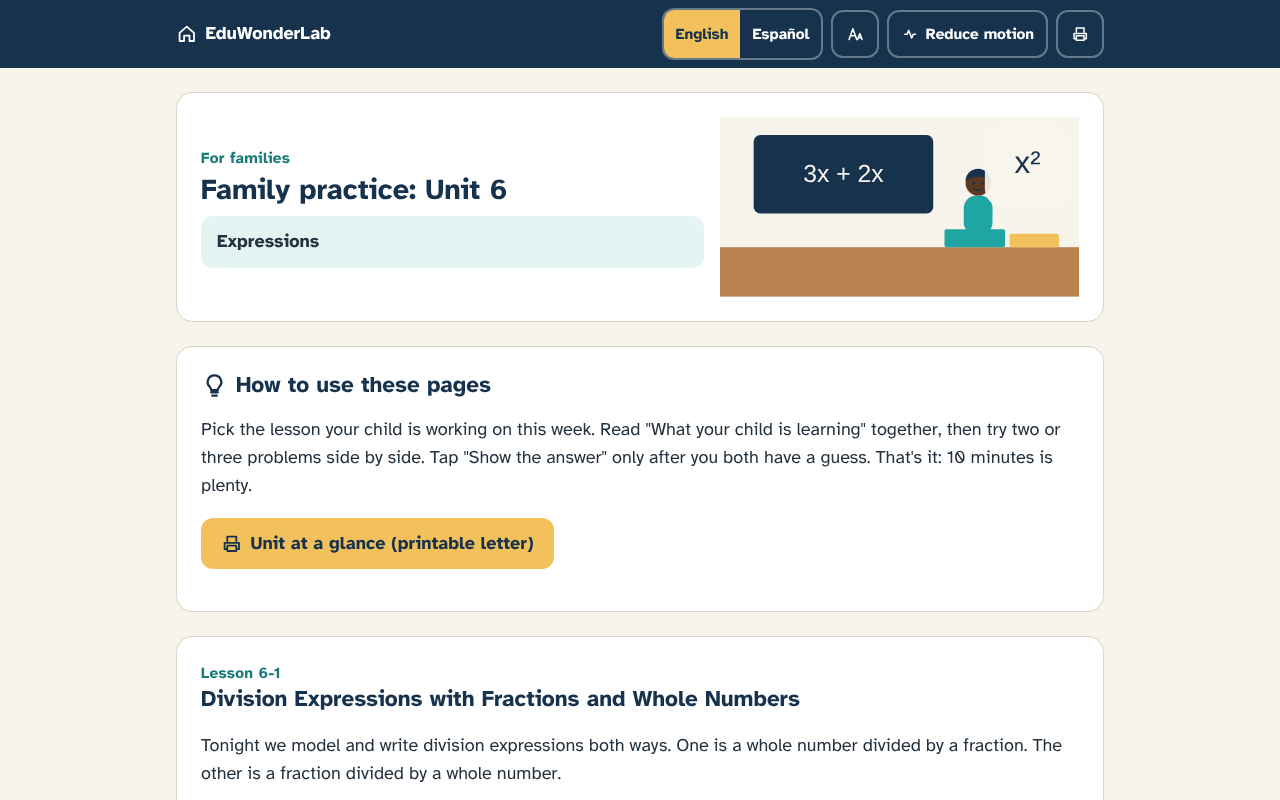 EduWonderLab
English
Español
AA
Reduce motion
For families
Family practice: Unit 6
Expressions
3x + 2x
x²
How to use these pages
Pick the lesson your child is working on this week. Read "What your child is learning" together, then try two or
three problems side by side. Tap "Show the answer" only after you both have a guess. That's it: 10 minutes is
plenty.
Unit at a glance (printable letter)
Lesson 6-1
Division Expressions with Fractions and Whole Numbers
Tonight we model and write division expressions both ways. One is a whole number divided by a fraction. The
other is a fraction divided by a whole number.